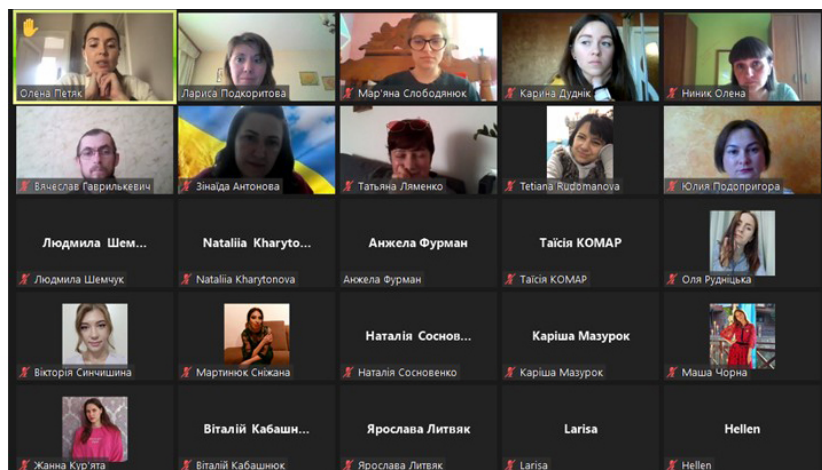 Олена Петяк
Лариса Подкоритова
Мар'яна Слободянюк
Карина Дуднік
Ниник Олена
Вячеслав Гаврилькевич
Зінаїда Антонова
Татьяна Ляменко
Tetiana Rudomanova
Юлия Подопригора
Людмила Шем...
Людмила Шемчук
Nataliia Kharyto...
Nataliia Kharytonova
Анжела Фурман
Анжела Фурман
Таїсія КОМАР
Таїсія КОМАР
Оля Рудніцька
Вікторія Синчишина
Мартинюк Сніжана
Наталія Соснов...
Наталія Сосновенко
Каріша Мазурок
Каріша Мазурок
Маша Чорна
Жанна Кур'ята
Віталій Кабашн...
Віталій Кабашнюк
Ярослава Литвяк
Ярослава Литвяк
Larisa
Larisa
Hellen
Hellen